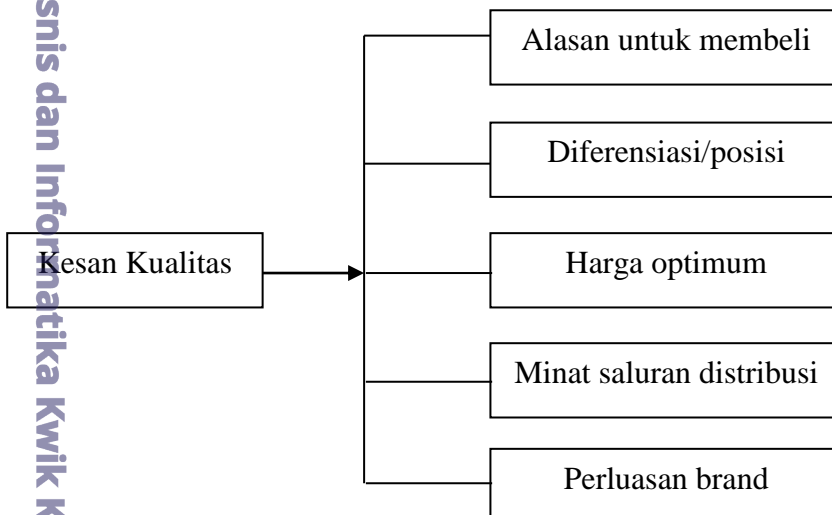 Alasan untuk membeli
Diferensiasi/posisi
Kesan Kualitas
Harga optimum
Minat saluran distribusi
Perluasan brand
snis dan Informatika Kwik K